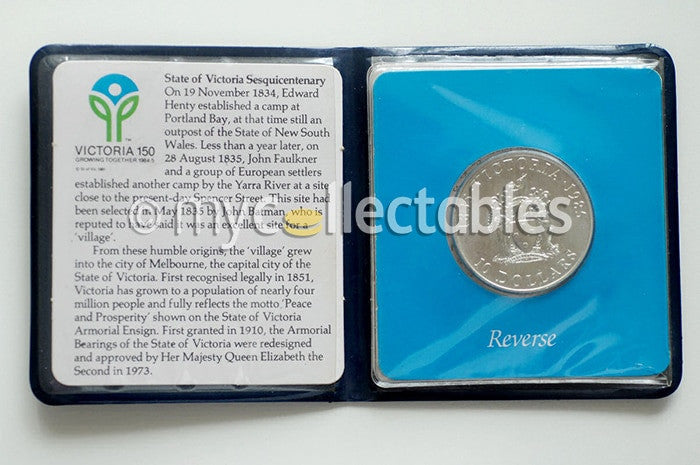 State of Victoria Sesquicentenary
On 19 November 1834, Edward
Henty established a camp at
Portland Bay, at that time still an
outpost of the State of New South
Wales. Less than a year later, on
28 August 1835, John Faulkner
and a group of European settlers
established another camp by the Yarra River at a site
close to the present-day Spencer Street. This site had
been selected in May 1835 by John Batman, who is
reputed to have said it was an excellent site for a
'village'.
From these humble origins, the 'village' grew
into the city of Melbourne, the capital city of the
State of Victoria. First recognised legally in 1851,
Victoria has grown to a population of nearly four
million people and fully reflects the motto 'Peace
and Prosperity' shown on the State of Victoria
Armorial Ensign. First granted in 1910, the Armorial
Bearings of the State of Victoria were redesigned
and approved by Her Majesty Queen Elizabeth the
Second in 1973.
VICTORIA 150
GROWING TOGETHER 1984-5
VICTORIA
10 DOLLARS
Reverse
©mycollectables